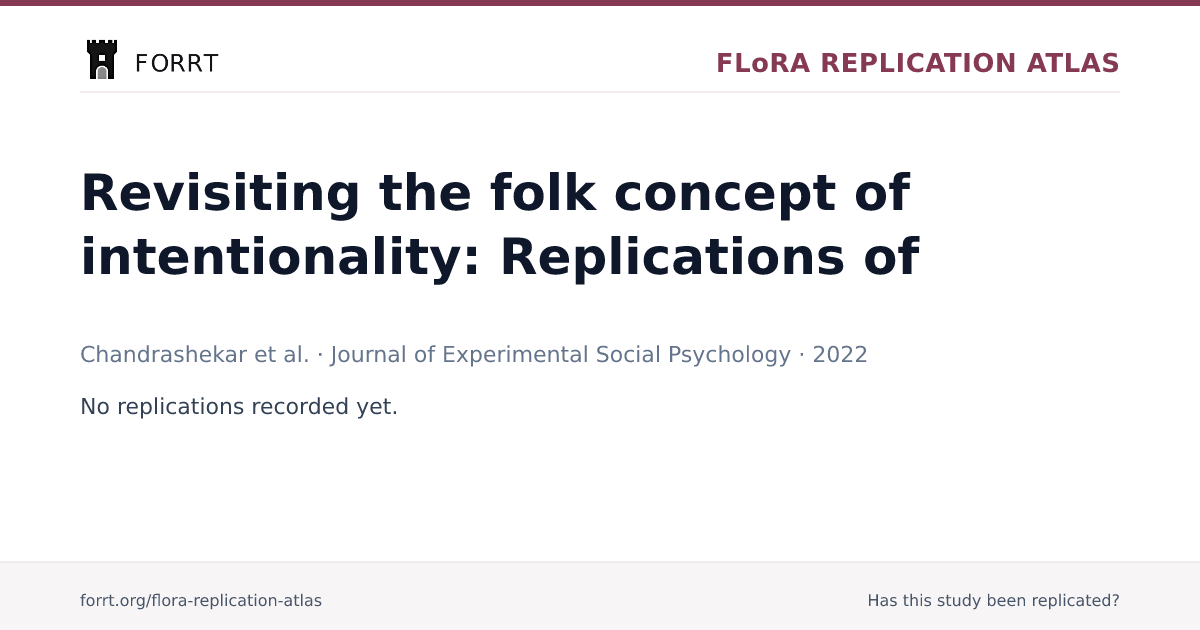 FORRT
FLoRA REPLICATION ATLAS
Revisiting the folk concept of
intentionality: Replications of
Chandrashekar et al. · Journal of Experimental Social Psychology · 2022
No replications recorded yet.
forrt.org/flora-replication-atlas
Has this study been replicated?